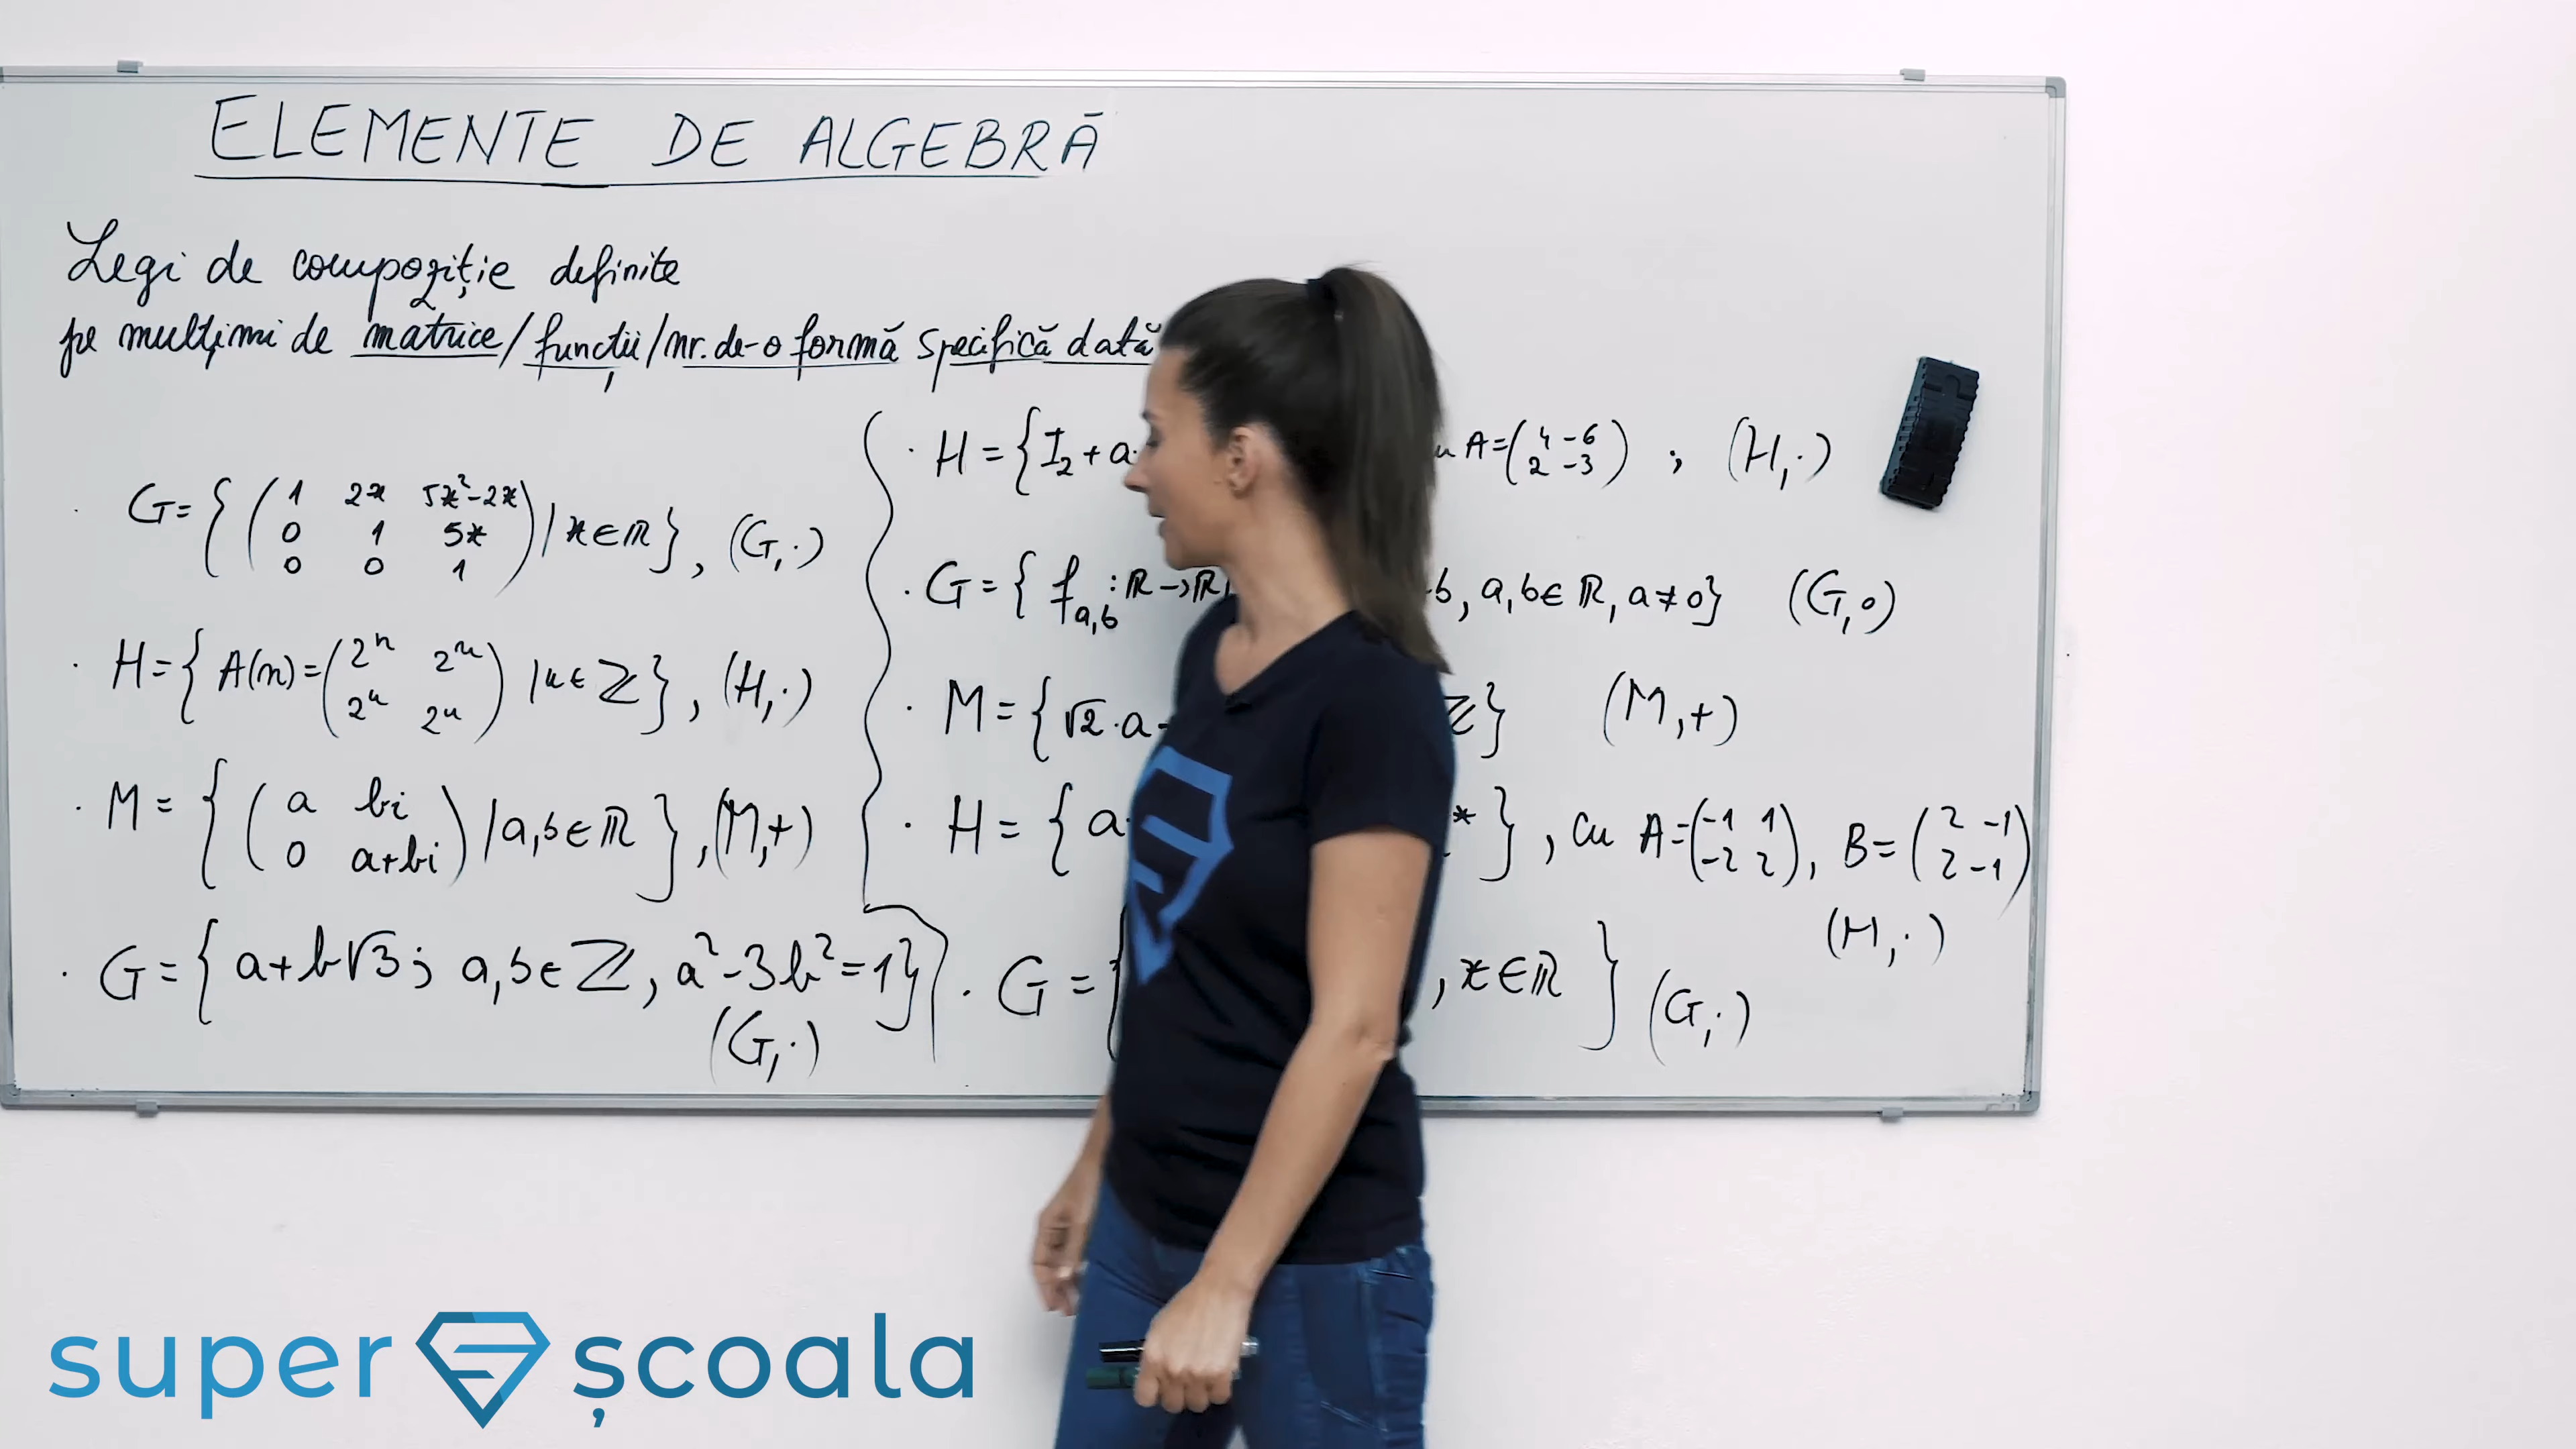 ELEMENTE DE ALGEBRĂ
Legi de compoziție definite
pe mulțimi de matrice/funcții/nr. de-o formă specifică dată
· G={(1 2x 5x²-2x
0 1 5x
0 0 1) | x∈ℝ}, (G,·)
· H={A(n)=(2ⁿ 2ⁿ
2ⁿ 2ⁿ) | n∈ℤ}, (H,·)
· M={(a bi
0 a+bi) | a,b∈ℝ}, (M,+)
· G={a+b√3; a,b∈ℤ, a²-3b²=1}
(G,·)
· H={I₂+a· A=(4 -6
2 -3) ; (H,·)
· G={f a,b :ℝ→ℝ b, a,b∈ℝ, a≠0} (G,∘)
· M={√2·a ℤ} (M,+)
· H={a *}, cu A=(-1 1
-2 2), B=(2 -1
2 -1)
(H,·)
· G={ , x∈ℝ} (G,·)
super școala